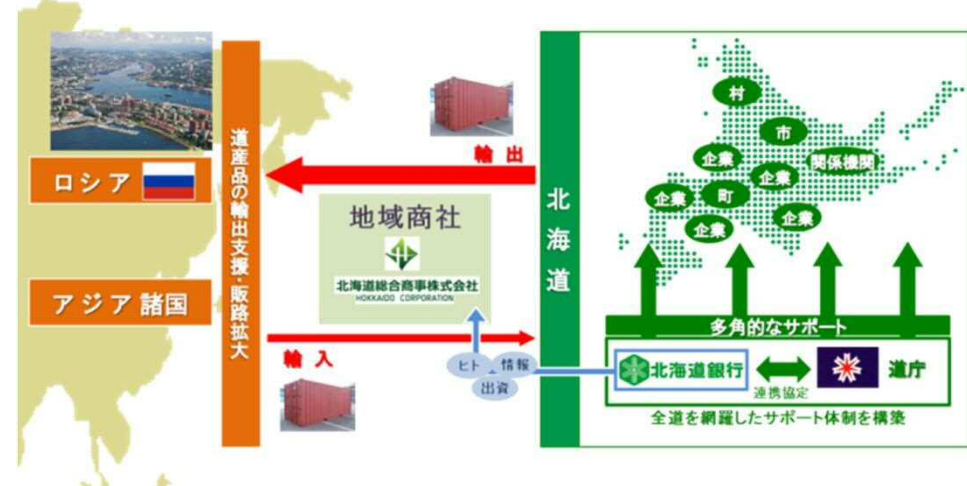 ロシア
アジア諸国
道産品の輸出支援・販路拡大
輸出
地域商社
北海道総合商事株式会社
HOKKAIDO CORPORATION
輸入
ヒト
情報
出資
北海道
村
市
企業
関係機関
企業
企業
町
企業
企業
多角的なサポート
北海道銀行
連携協定
道庁
全道を網羅したサポート体制を構築